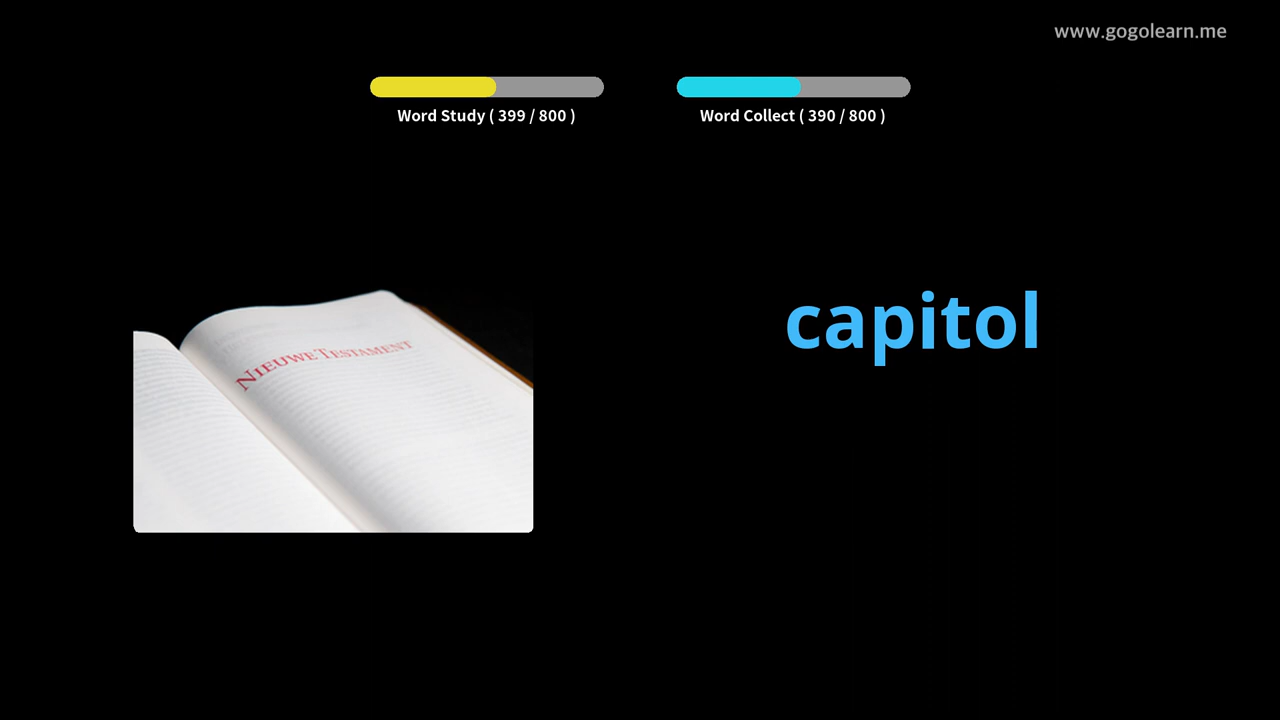 www.gogolearn.me
Word Study ( 399 / 800 )
Word Collect ( 390 / 800 )
NIEUWE TESTAMENT
capitol